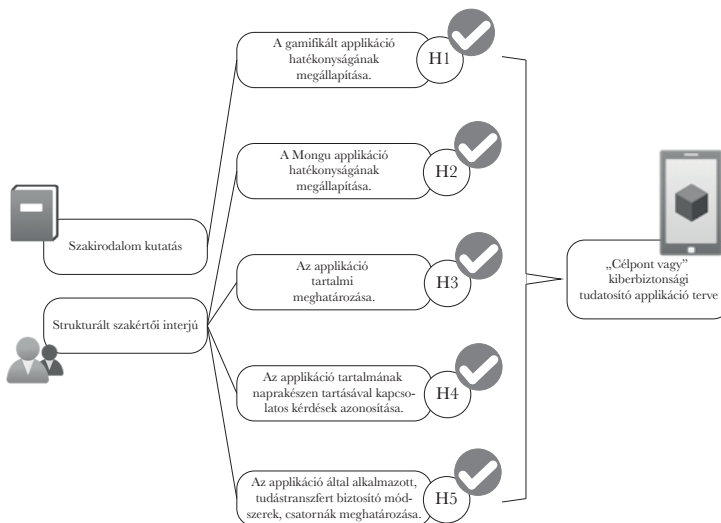 A gamifikált applikáció
hatékonyságának
megállapítása.
H1
A Mongu applikáció
hatékonyságának
megállapítása.
H2
Szakirodalom kutatás
Az applikáció
tartalmi
meghatározása.
H3
„Célpont vagy”
kiberbiztonsági
tudatosító applikáció terve
Strukturált szakértői interjú
Az applikáció tartalmának
naprakészen tartásával kapcso-
latos kérdések azonosítása.
H4
Az applikáció által alkalmazott,
tudástranszfert biztosító mód-
szerek, csatornák meghatározása.
H5